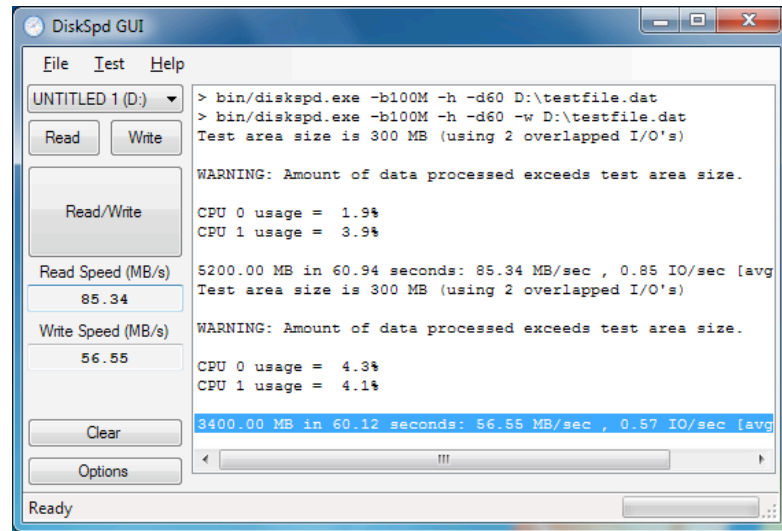 DiskSpd GUI
File Test Help
UNTITLED 1 (D:)
Read Write
Read/Write
Read Speed (MB/s)
85.34
Write Speed (MB/s)
56.55
Clear
Options
> bin/diskspd.exe -b100M -h -d60 D:\testfile.dat
> bin/diskspd.exe -b100M -h -d60 -w D:\testfile.dat
Test area size is 300 MB (using 2 overlapped I/O's)
WARNING: Amount of data processed exceeds test area size.
CPU 0 usage =  1.9%
CPU 1 usage =  3.9%
5200.00 MB in 60.94 seconds: 85.34 MB/sec , 0.85 IO/sec [avg
Test area size is 300 MB (using 2 overlapped I/O's)
WARNING: Amount of data processed exceeds test area size.
CPU 0 usage =  4.3%
CPU 1 usage =  4.1%
3400.00 MB in 60.12 seconds: 56.55 MB/sec , 0.57 IO/sec [avg
Ready